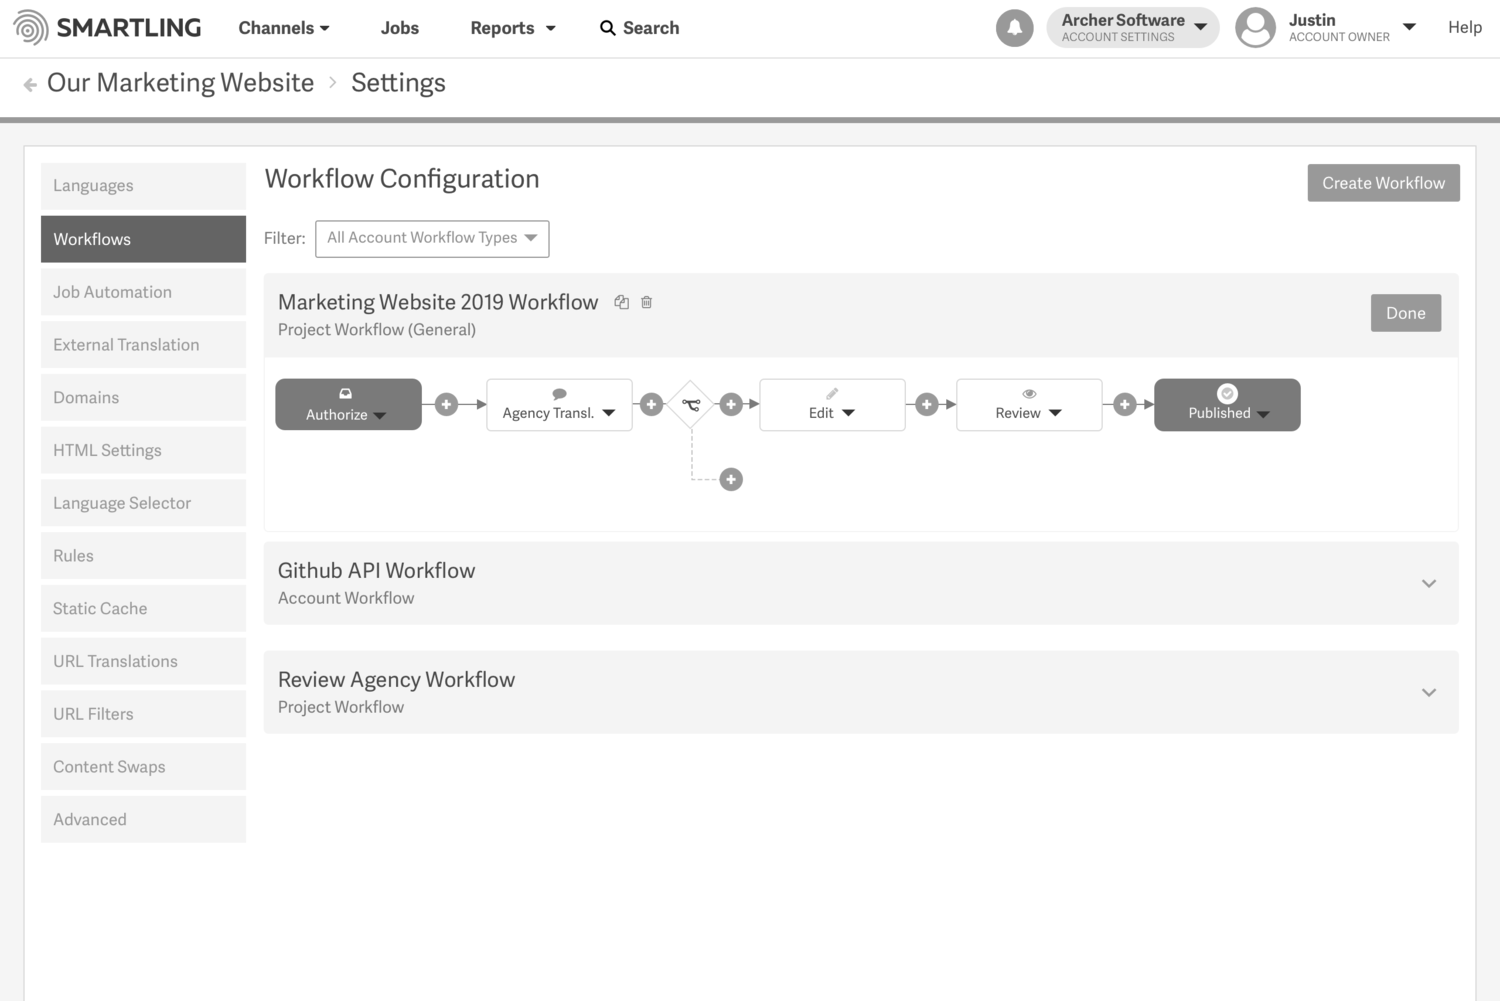 SMARTLING
Channels
Jobs
Reports
Search
Archer Software
ACCOUNT SETTINGS
Justin
ACCOUNT OWNER
Help
Our Marketing Website
Settings
Languages
Workflows
Job Automation
External Translation
Domains
HTML Settings
Language Selector
Rules
Static Cache
URL Translations
URL Filters
Content Swaps
Advanced
Workflow Configuration
Create Workflow
Filter:
All Account Workflow Types
Marketing Website 2019 Workflow
Project Workflow (General)
Done
Authorize
Agency Transl.
Edit
Review
Published
Github API Workflow
Account Workflow
Review Agency Workflow
Project Workflow